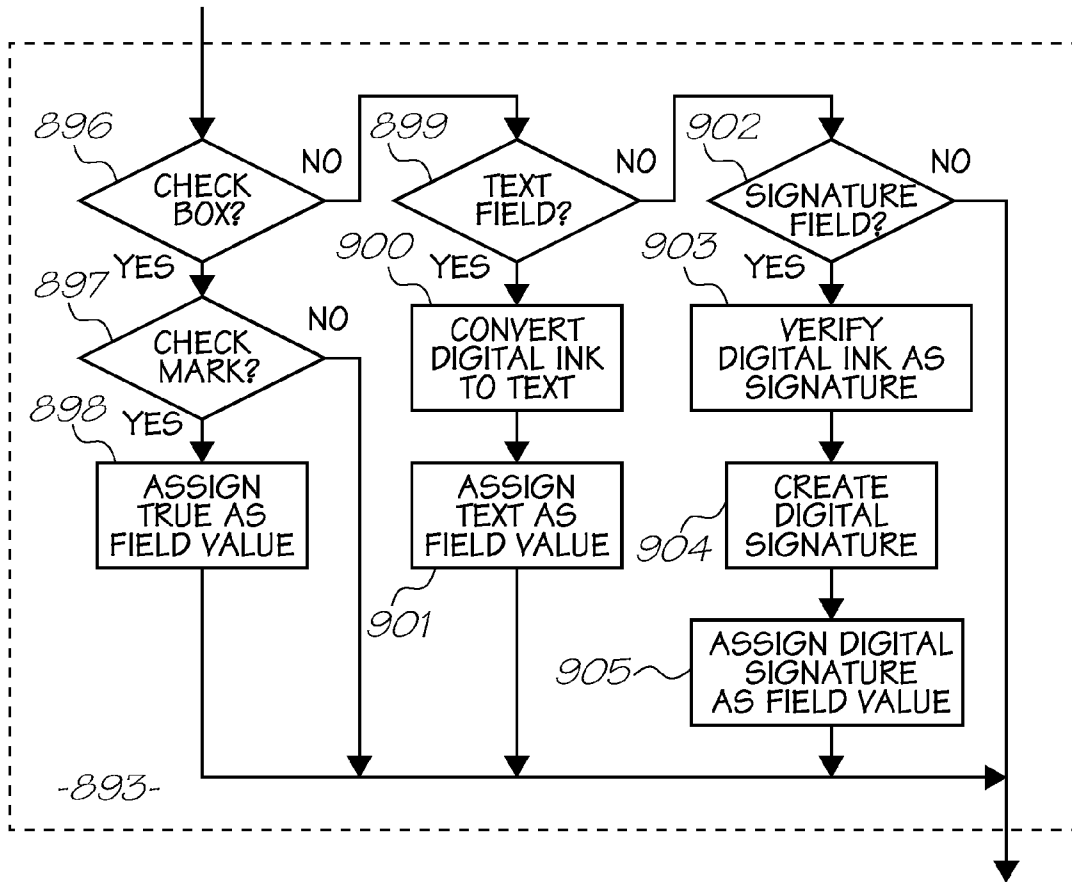 896
CHECK
BOX?
NO
YES
897
CHECK
MARK?
NO
YES
898
ASSIGN
TRUE AS
FIELD VALUE
899
TEXT
FIELD?
NO
YES
900
CONVERT
DIGITAL INK
TO TEXT
ASSIGN
TEXT AS
FIELD VALUE
901
902
SIGNATURE
FIELD?
NO
YES
903
VERIFY
DIGITAL INK AS
SIGNATURE
CREATE
DIGITAL
SIGNATURE
904
ASSIGN DIGITAL
SIGNATURE
AS FIELD VALUE
905
-893-